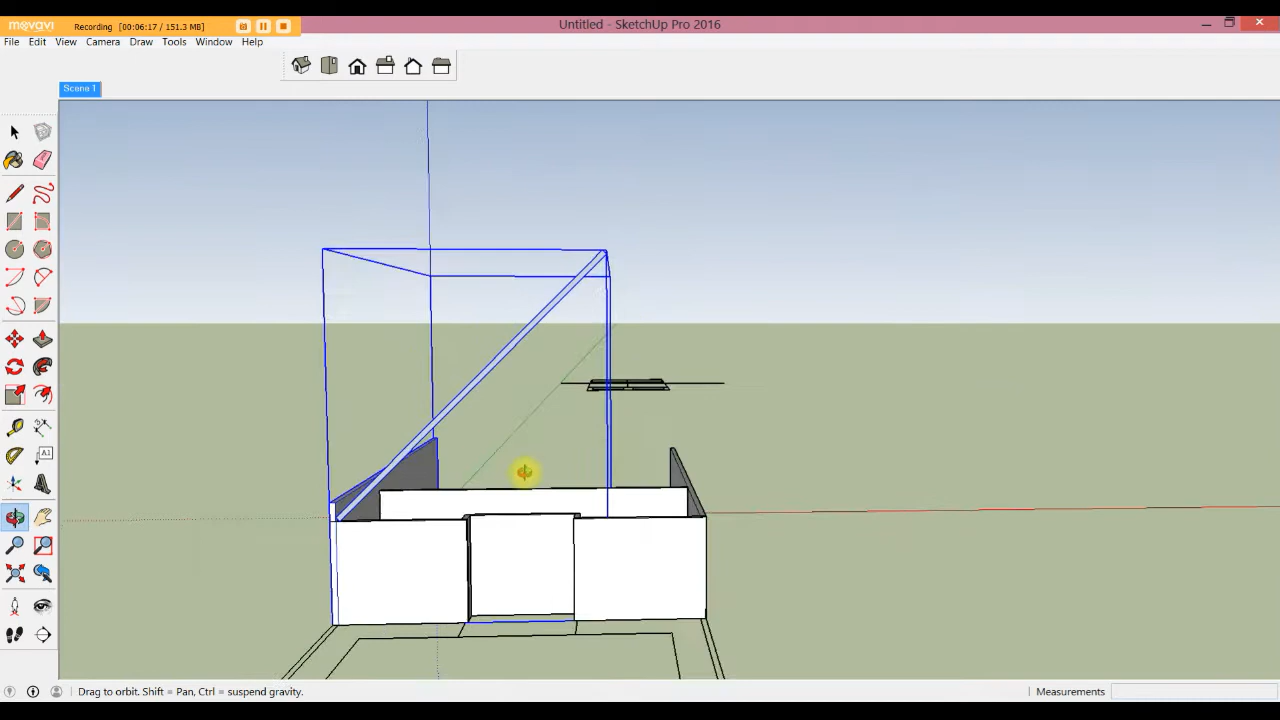 movavi Recording [00:06:17 / 151.3 MB] Untitled - SketchUp Pro 2016
File Edit View Camera Draw Tools Window Help
Scene 1
A1
Drag to orbit. Shift = Pan, Ctrl = suspend gravity. Measurements